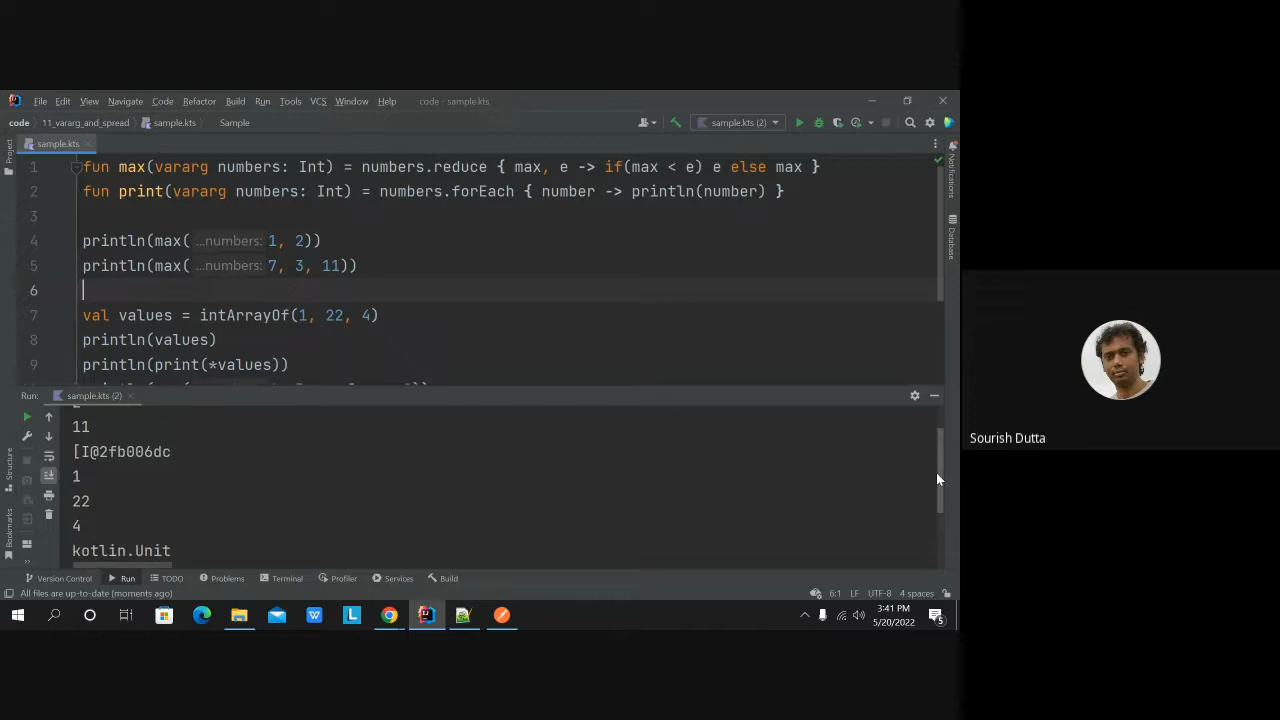 File Edit View Navigate Code Refactor Build Run Tools VCS Window Help code - sample.kts
code 11_vararg_and_spread sample.kts Sample sample.kts (2)
Project sample.kts
1 fun max(vararg numbers: Int) = numbers.reduce { max, e -> if(max < e) e else max }
2 fun print(vararg numbers: Int) = numbers.forEach { number -> println(number) }
3
4 println(max( ...numbers: 1, 2))
5 println(max( ...numbers: 7, 3, 11))
6
7 val values = intArrayOf(1, 22, 4)
8 println(values)
9 println(print(*values))
Notifications
Database
Run: sample.kts (2)
11
[I@2fb006dc
1
22
4
kotlin.Unit
Structure
Bookmarks
Version Control Run TODO Problems Terminal Profiler Services Build
All files are up-to-date (moments ago) 6:1 LF UTF-8 4 spaces
W L 3:41 PM
5/20/2022 5
Sourish Dutta